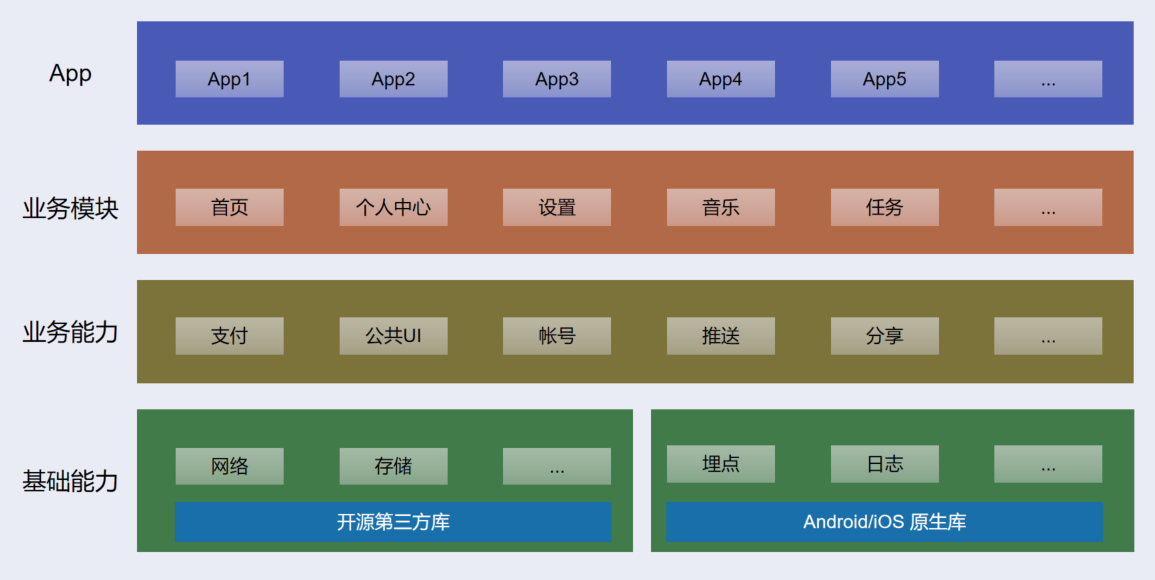 App
App1
App2
App3
App4
App5
...
业务模块
首页
个人中心
设置
音乐
任务
...
业务能力
支付
公共UI
帐号
推送
分享
...
基础能力
网络
存储
...
开源第三方库
埋点
日志
...
Android/iOS 原生库